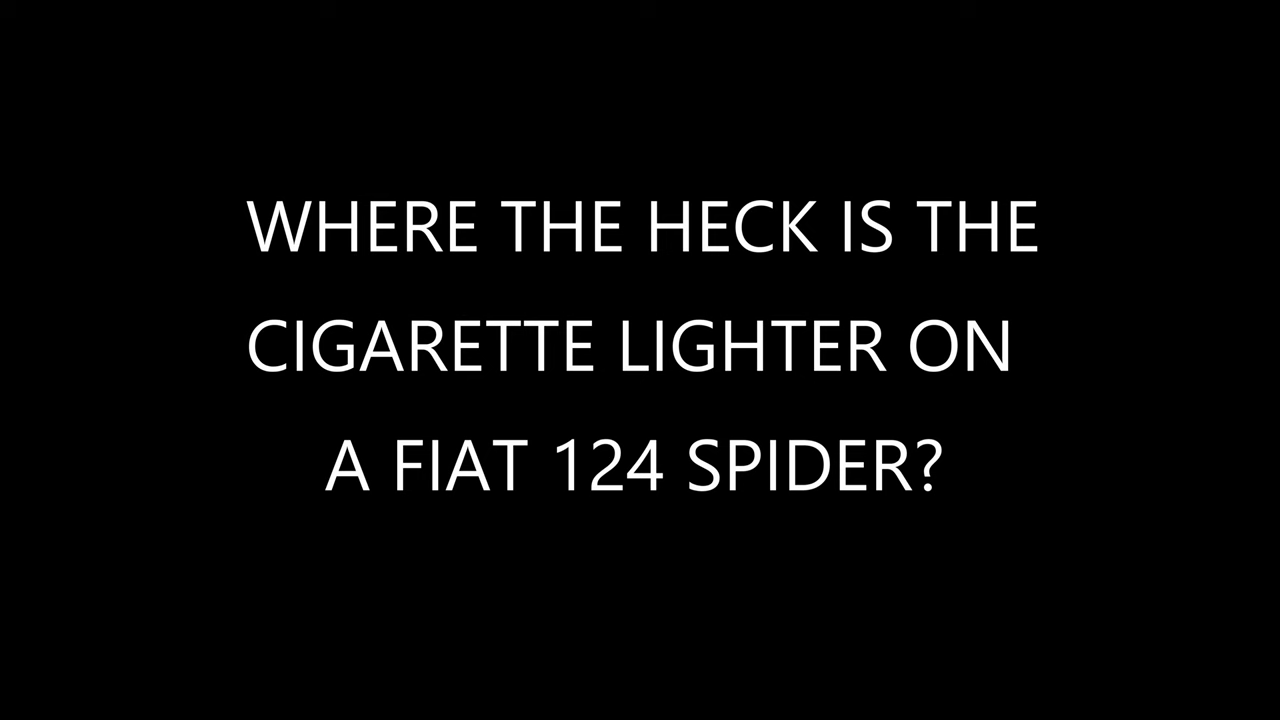 WHERE THE HECK IS THE
CIGARETTE LIGHTER ON
A FIAT 124 SPIDER?